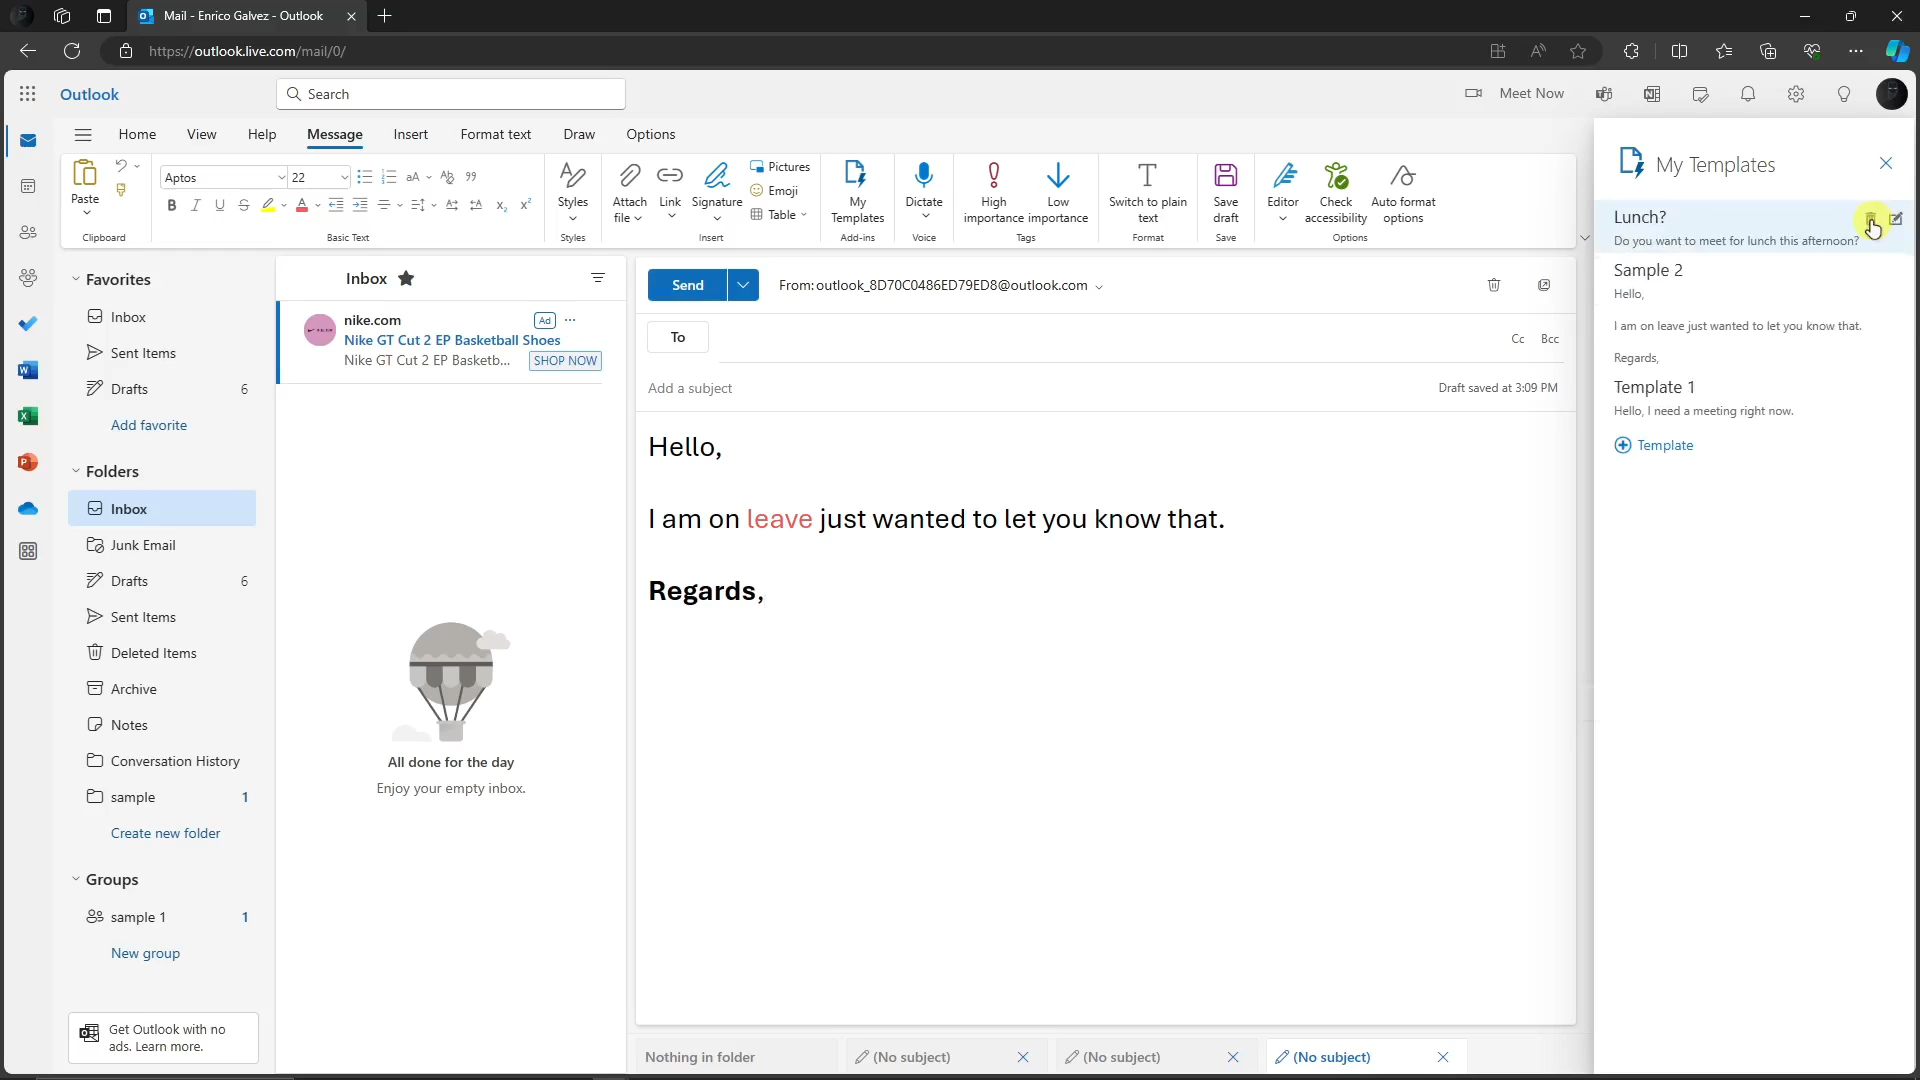 Mail - Enrico Galvez - Outlook
https://outlook.live.com/mail/0/
Outlook
Search
Meet Now
Home View Help Message Insert Format text Draw Options
Paste
Clipboard
Aptos 22
Basic Text
Styles
Styles
Attach file
Link
Signature
Pictures
Emoji
Table
Insert
My Templates
Add-ins
Dictate
Voice
High importance
Low importance
Tags
Switch to plain text
Format
Save draft
Save
Editor
Check accessibility
Auto format options
Options
Favorites
Inbox
Sent Items
Drafts 6
Add favorite
Folders
Inbox
Junk Email
Drafts 6
Sent Items
Deleted Items
Archive
Notes
Conversation History
sample 1
Create new folder
Groups
sample 1 1
New group
Get Outlook with no
ads. Learn more.
Inbox
nike.com Ad
Nike GT Cut 2 EP Basketball Shoes
Nike GT Cut 2 EP Basketb... SHOP NOW
All done for the day
Enjoy your empty inbox.
Send From: outlook_8D70C0486ED79ED8@outlook.com
To Cc Bcc
Add a subject Draft saved at 3:09 PM
Hello,
I am on leave just wanted to let you know that.
Regards,
Nothing in folder (No subject) (No subject) (No subject)
My Templates
Lunch?
Do you want to meet for lunch this afternoon?
Sample 2
Hello,
I am on leave just wanted to let you know that.
Regards,
Template 1
Hello, I need a meeting right now.
Template